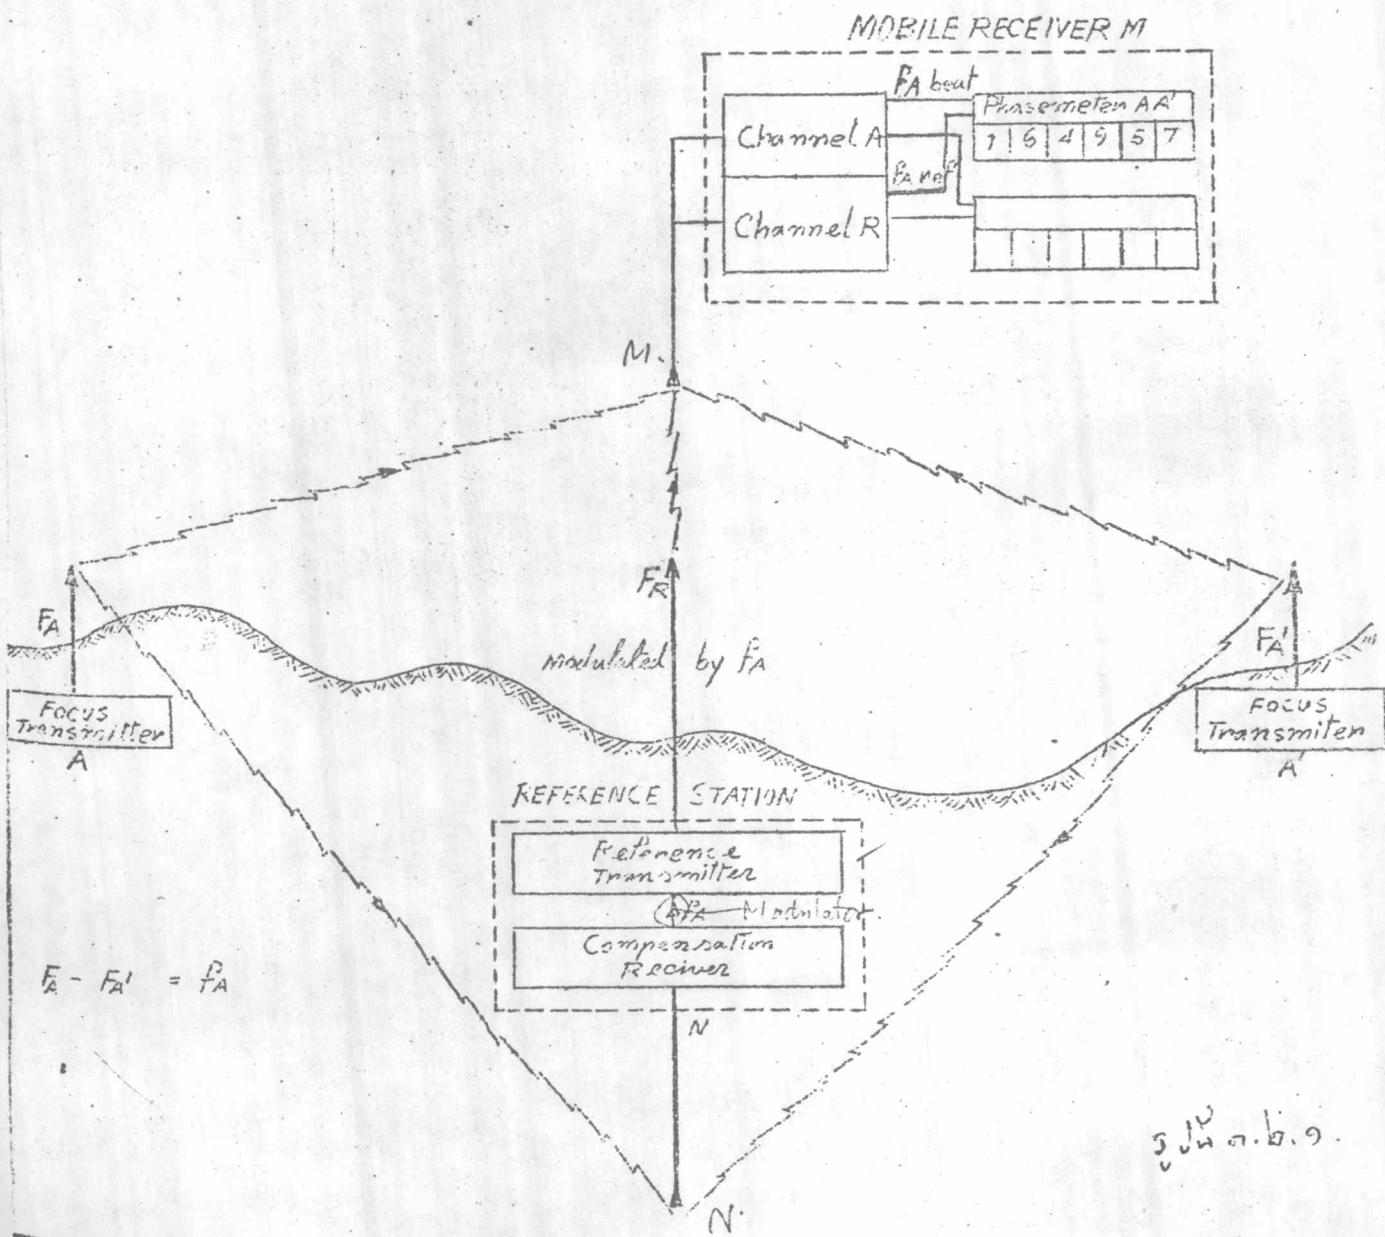 MOBILE RECEIVER M
fA beat
Phasemeter AA'
Channel A
1 6 4 9 5 7
fA ref
Channel R
M.
FA
FR
FA'
modulated by fA
Focus
Transmitter
A
Focus
Transmiter
A'
REFERENCE STATION
Reference
Transmitter
fA Modulator.
Compensation
Reciver
FA - FA' = fA
N
N.